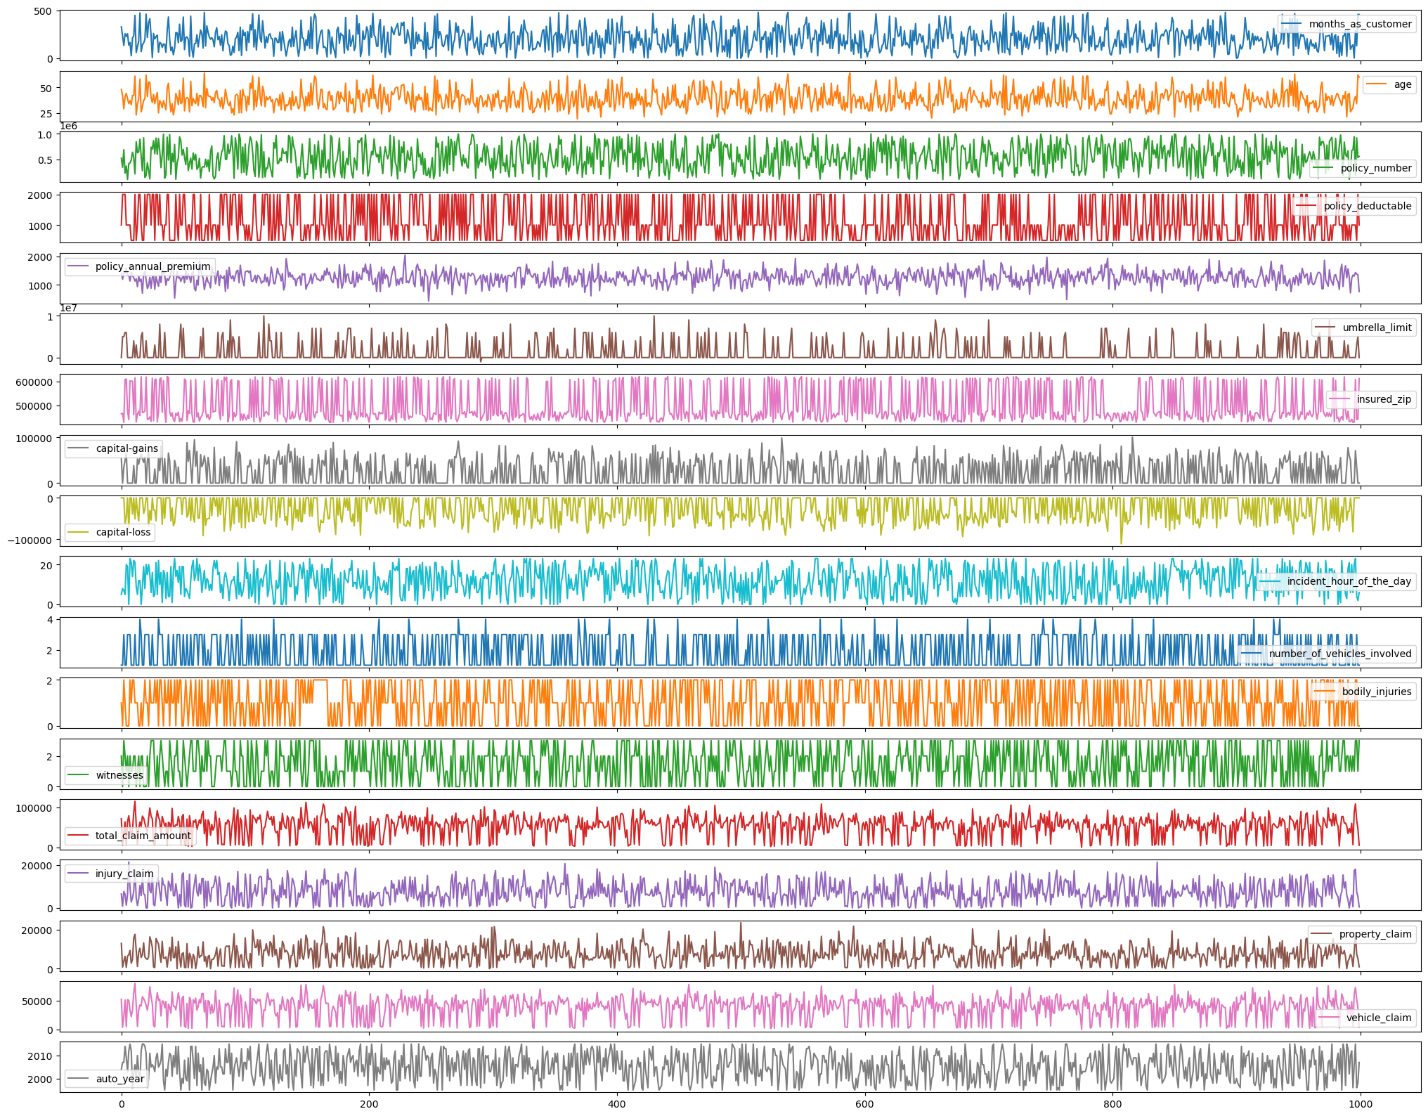 500
0
months_as_customer
50
25
age
1e6
1.0
0.5
policy_number
2000
1000
policy_deductable
2000
1000
policy_annual_premium
1e7
1
0
umbrella_limit
600000
500000
insured_zip
100000
0
capital-gains
0
−100000
capital-loss
20
0
incident_hour_of_the_day
4
2
number_of_vehicles_involved
2
0
bodily_injuries
2
0
witnesses
100000
0
total_claim_amount
20000
0
injury_claim
20000
0
property_claim
50000
0
vehicle_claim
2010
2000
auto_year
0 200 400 600 800 1000